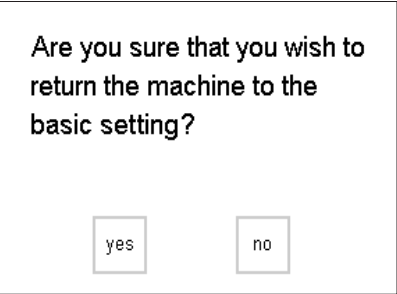 Are you sure that you wish to
return the machine to the
basic setting?
yes
no